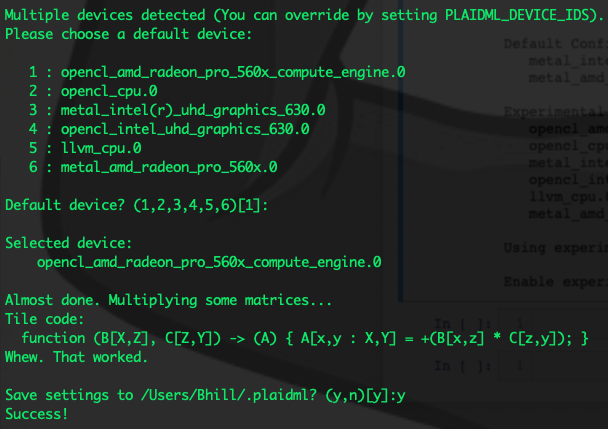 Multiple devices detected (You can override by setting PLAIDML_DEVICE_IDS).
Please choose a default device:
1 : opencl_amd_radeon_pro_560x_compute_engine.0
2 : opencl_cpu.0
3 : metal_intel(r)_uhd_graphics_630.0
4 : opencl_intel_uhd_graphics_630.0
5 : llvm_cpu.0
6 : metal_amd_radeon_pro_560x.0
Default device? (1,2,3,4,5,6)[1]:
Selected device:
opencl_amd_radeon_pro_560x_compute_engine.0
Almost done. Multiplying some matrices...
Tile code:
function (B[X,Z], C[Z,Y]) -> (A) { A[x,y : X,Y] = +(B[x,z] * C[z,y]); }
Whew. That worked.
Save settings to /Users/Bhill/.plaidml? (y,n)[y]:y
Success!
Default Conf
metal_inte
metal_amd_
Experimental
opencl_amd
opencl_cpu
metal_inte
opencl_int
llvm_cpu.0
metal_amd_
Using experi
Enable exper
In [ ]:
In [ ]: